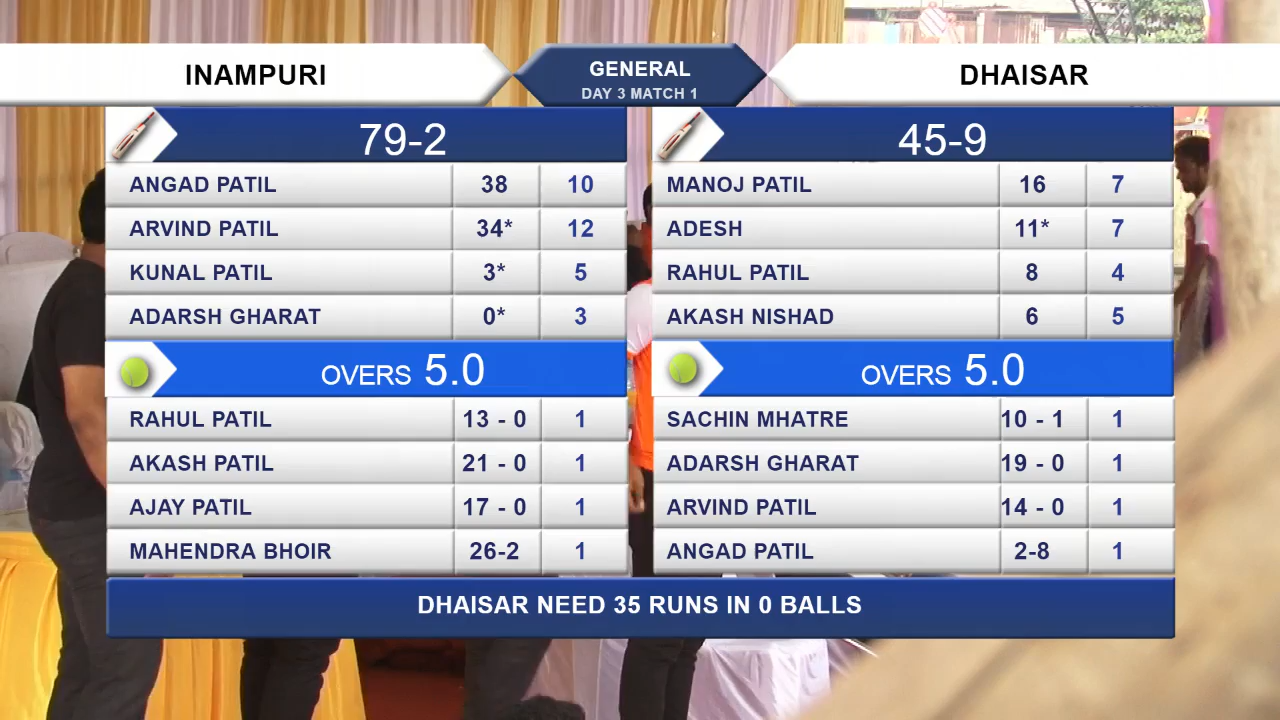 INAMPURI
GENERAL
DAY 3 MATCH 1
DHAISAR
79-2
ANGAD PATIL 38 10
ARVIND PATIL 34* 12
KUNAL PATIL 3* 5
ADARSH GHARAT 0* 3
OVERS 5.0
RAHUL PATIL 13 - 0 1
AKASH PATIL 21 - 0 1
AJAY PATIL 17 - 0 1
MAHENDRA BHOIR 26-2 1
45-9
MANOJ PATIL 16 7
ADESH 11* 7
RAHUL PATIL 8 4
AKASH NISHAD 6 5
OVERS 5.0
SACHIN MHATRE 10 - 1 1
ADARSH GHARAT 19 - 0 1
ARVIND PATIL 14 - 0 1
ANGAD PATIL 2-8 1
DHAISAR NEED 35 RUNS IN 0 BALLS